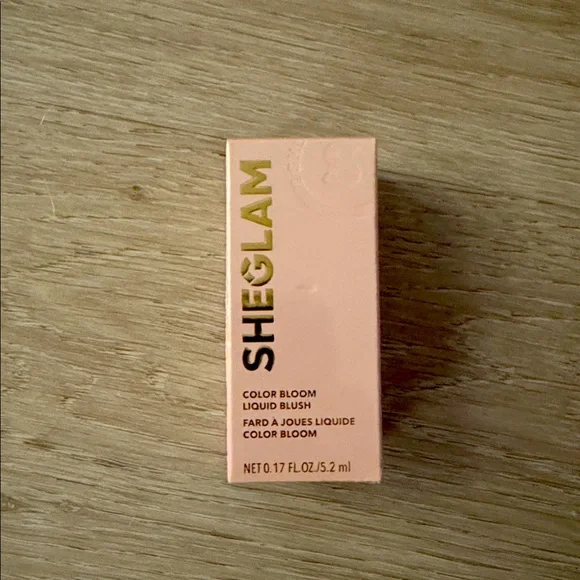 SHEGLAM
COLOR BLOOM
LIQUID BLUSH
FARD À JOUES LIQUIDE
COLOR BLOOM
NET 0.17 FL.OZ./5.2 ml